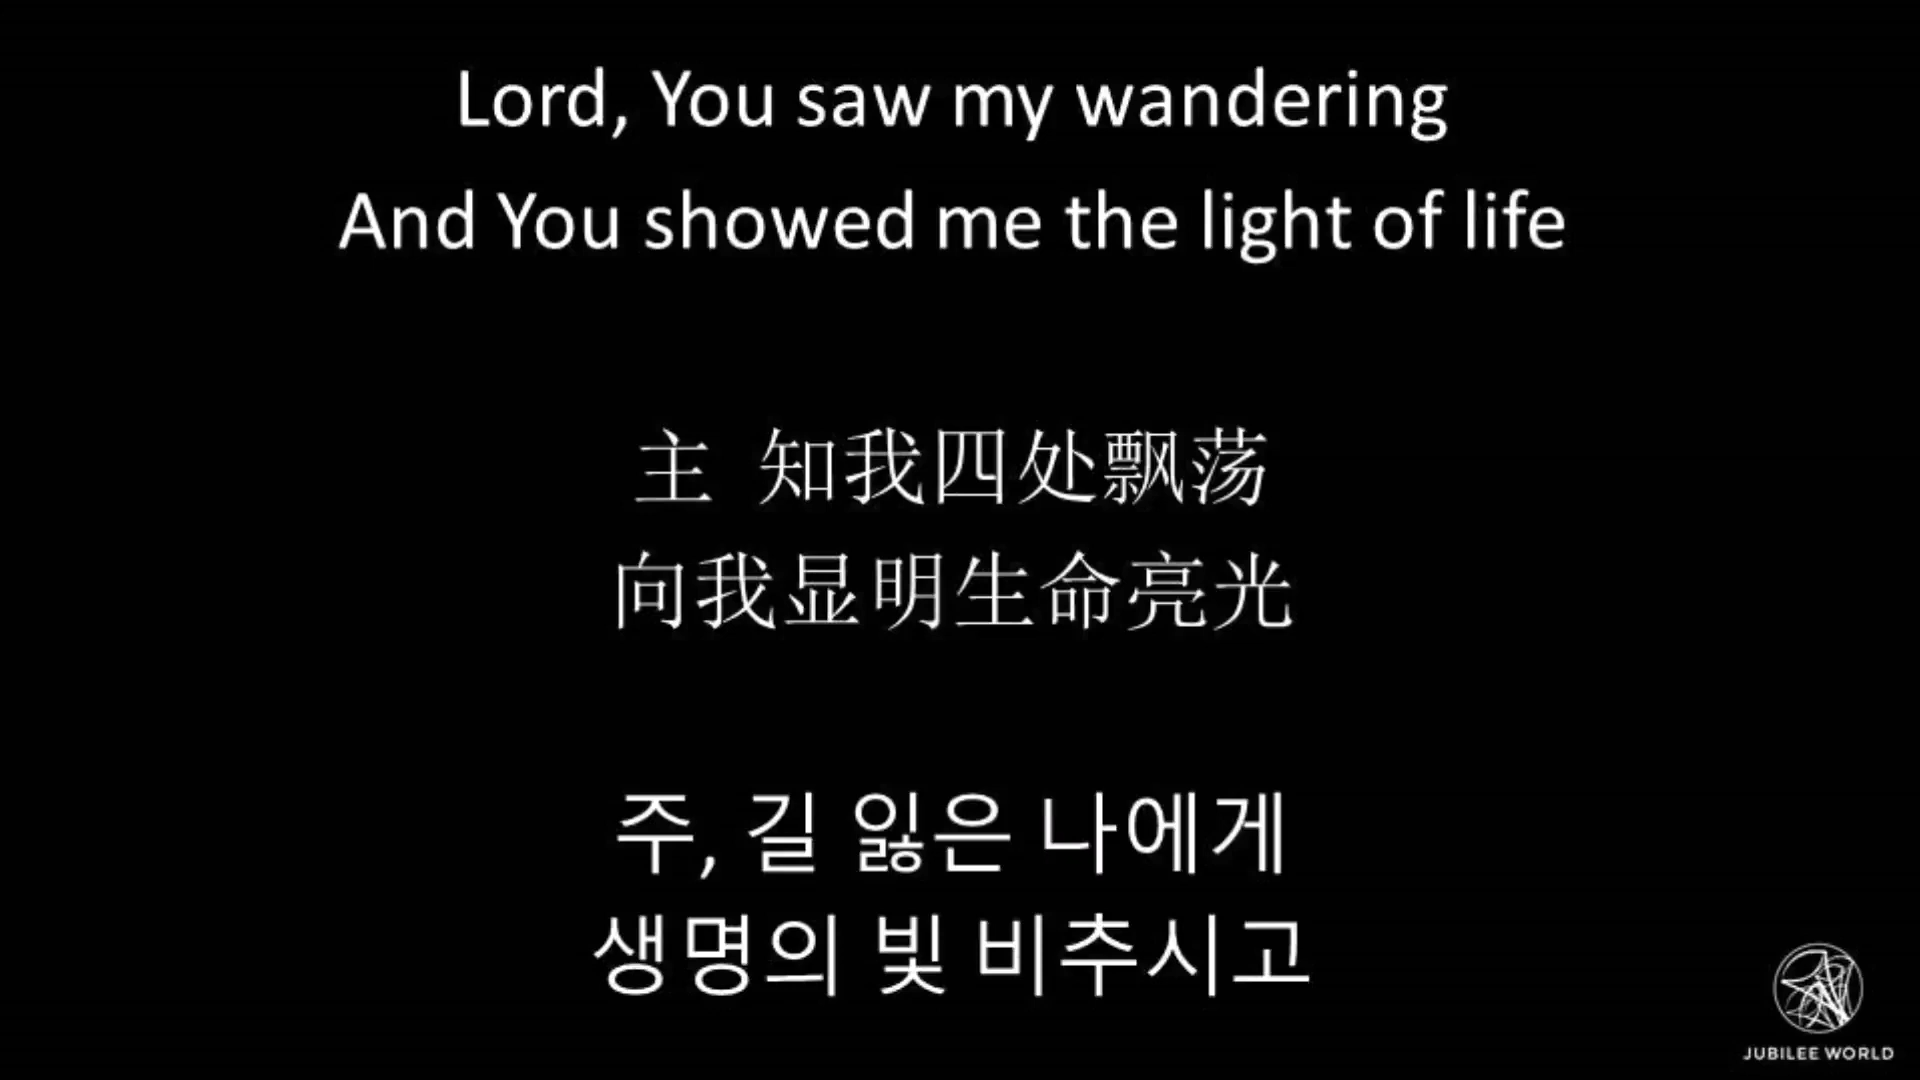 Lord, You saw my wandering
And You showed me the light of life
主 知我四处飘荡
向我显明生命亮光
주, 길 잃은 나에게
생명의 빛 비추시고
JUBILEE WORLD